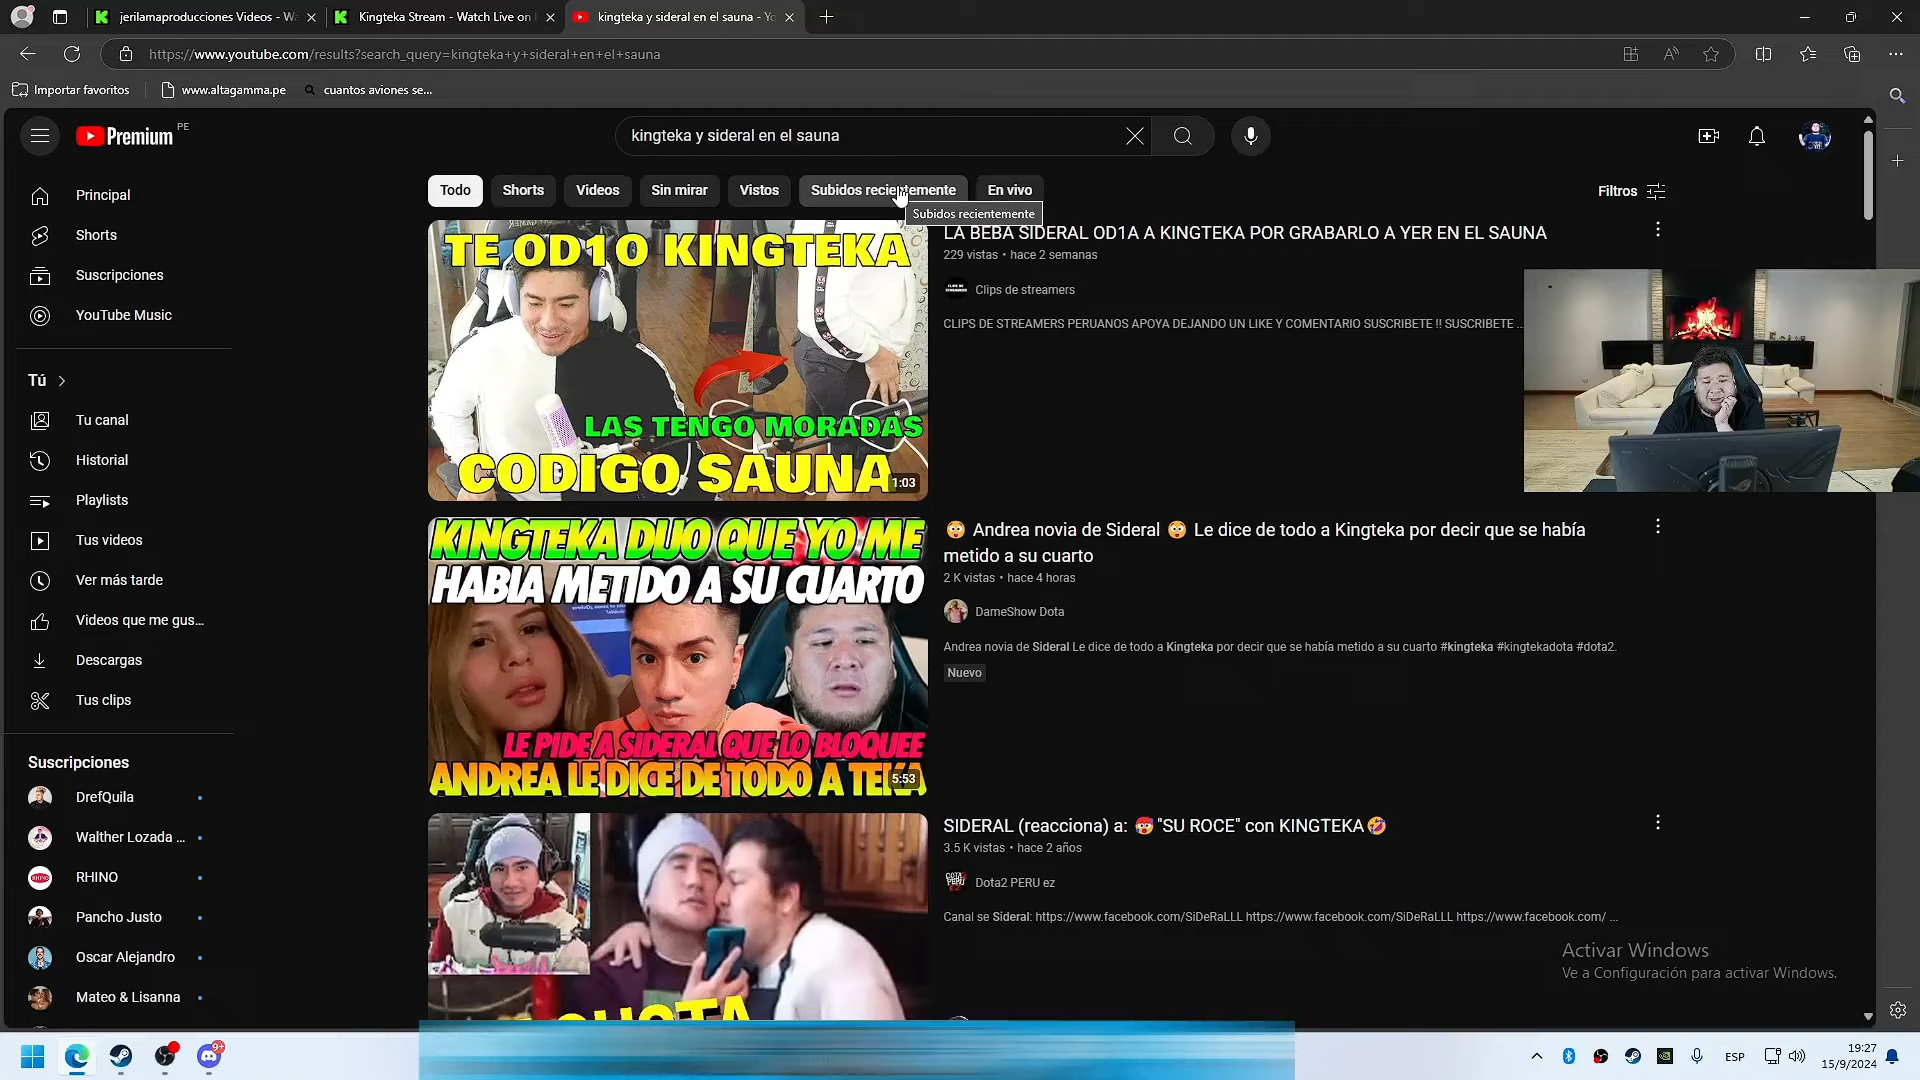 jerilamaproducciones Videos - Wa
Kingteka Stream - Watch Live on
kingteka y sideral en el sauna - Yo
https://www.youtube.com/results?search_query=kingteka+y+sideral+en+el+sauna
Importar favoritos
www.altagamma.pe
cuantos aviones se...
Premium PE
kingteka y sideral en el sauna
Principal
Shorts
Suscripciones
YouTube Music
Tú
Tu canal
Historial
Playlists
Tus videos
Ver más tarde
Videos que me gus...
Descargas
Tus clips
Suscripciones
DrefQuila
Walther Lozada ...
RHINO
Pancho Justo
Oscar Alejandro
Mateo & Lisanna
Todo
Shorts
Videos
Sin mirar
Vistos
Subidos recientemente
En vivo
Filtros
Subidos recientemente
TE OD1O KINGTEKA
LAS TENGO MORADAS
CODIGO SAUNA
1:03
LA BEBA SIDERAL OD1A A KINGTEKA POR GRABARLO A YER EN EL SAUNA
229 vistas • hace 2 semanas
Clips de streamers
CLIPS DE STREAMERS PERUANOS APOYA DEJANDO UN LIKE Y COMENTARIO SUSCRIBETE !! SUSCRIBETE ...
KINGTEKA DIJO QUE YO ME
HABIA METIDO A SU CUARTO
LE PIDE A SIDERAL QUE LO BLOQUEE
ANDREA LE DICE DE TODO A TEKA
5:53
😳 Andrea novia de Sideral 😳 Le dice de todo a Kingteka por decir que se había
metido a su cuarto
2 K vistas • hace 4 horas
DameShow Dota
Andrea novia de Sideral Le dice de todo a Kingteka por decir que se había metido a su cuarto #kingteka #kingtekadota #dota2.
Nuevo
SIDERAL (reacciona) a: 🥵"SU ROCE" con KINGTEKA🤣
3.5 K vistas • hace 2 años
Dota2 PERU ez
Canal se Sideral: https://www.facebook.com/SiDeRaLLL https://www.facebook.com/SiDeRaLLL https://www.facebook.com/ ...
Activar Windows
Ve a Configuración para activar Windows.
9+
ESP
19:27
15/9/2024